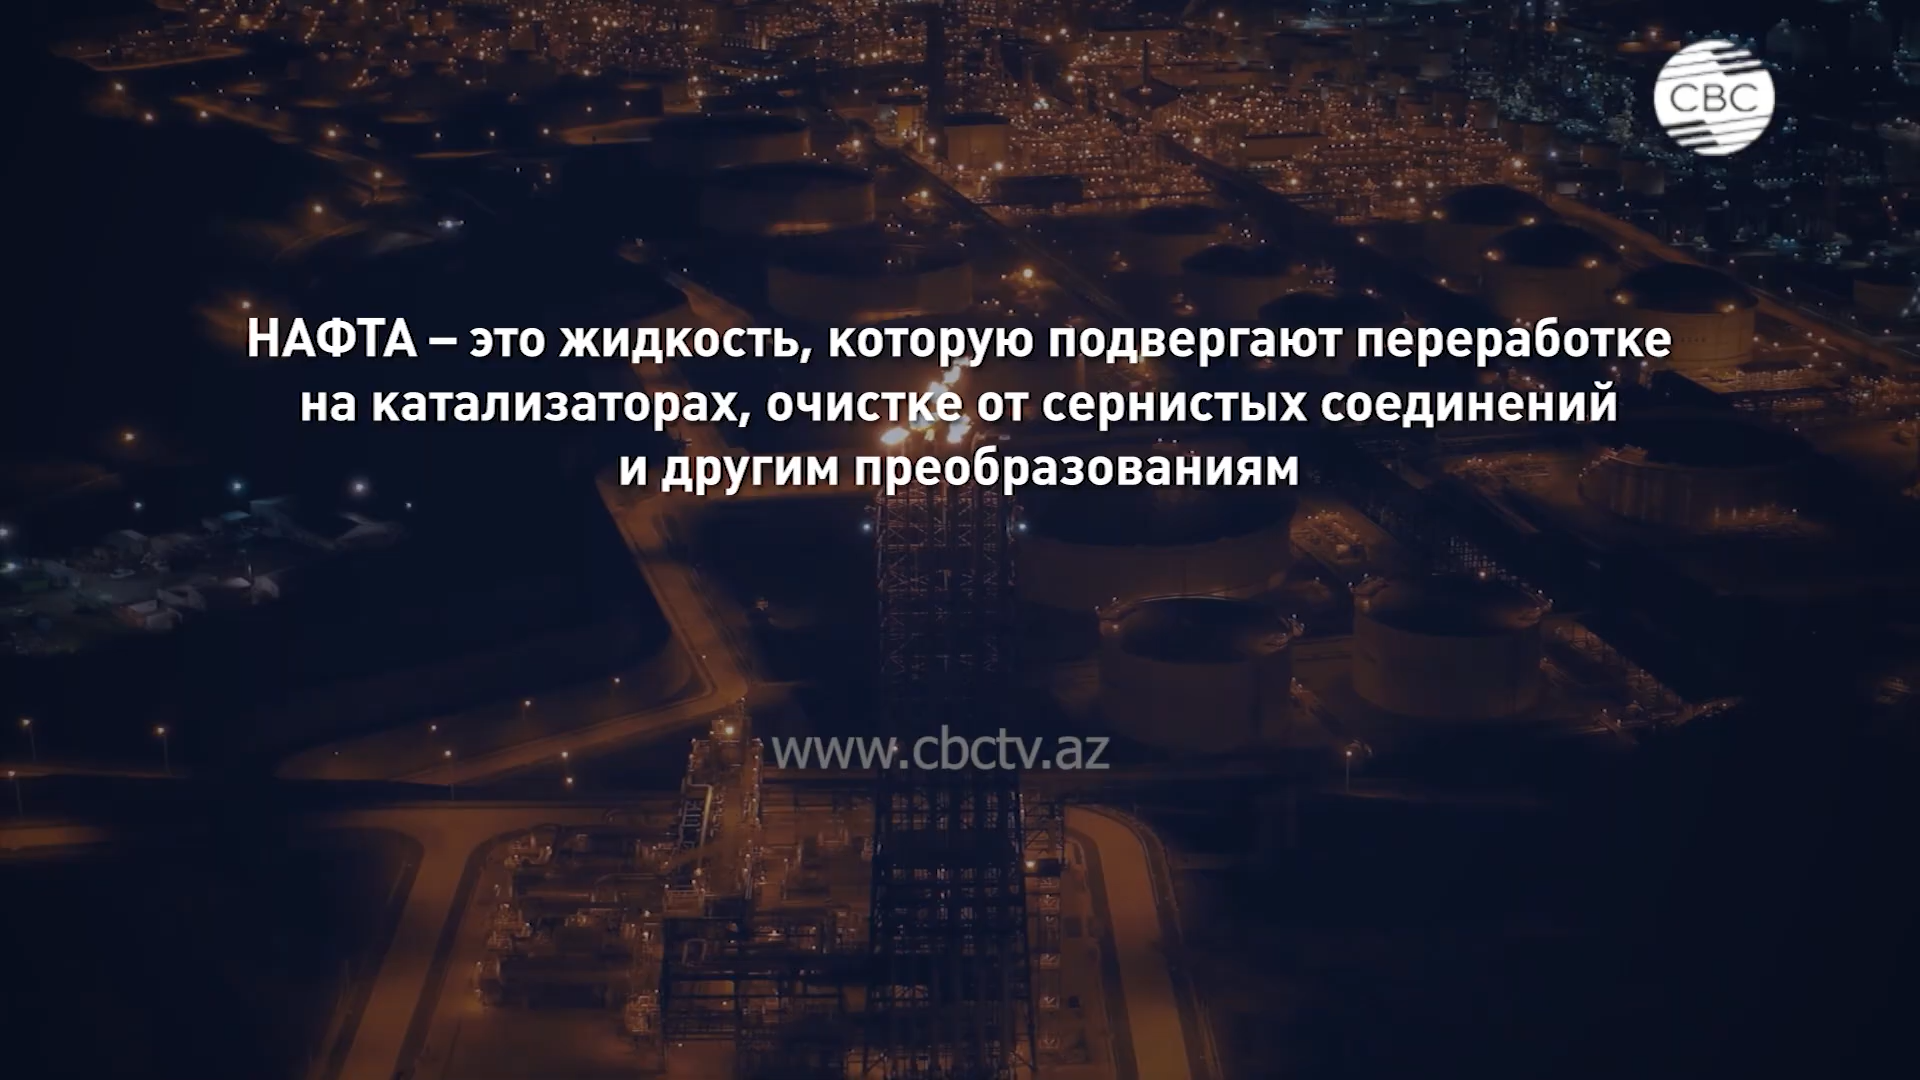 CBC
НАФТА – это жидкость, которую подвергают переработке
на катализаторах, очистке от сернистых соединений
и другим преобразованиям
www.cbctv.az